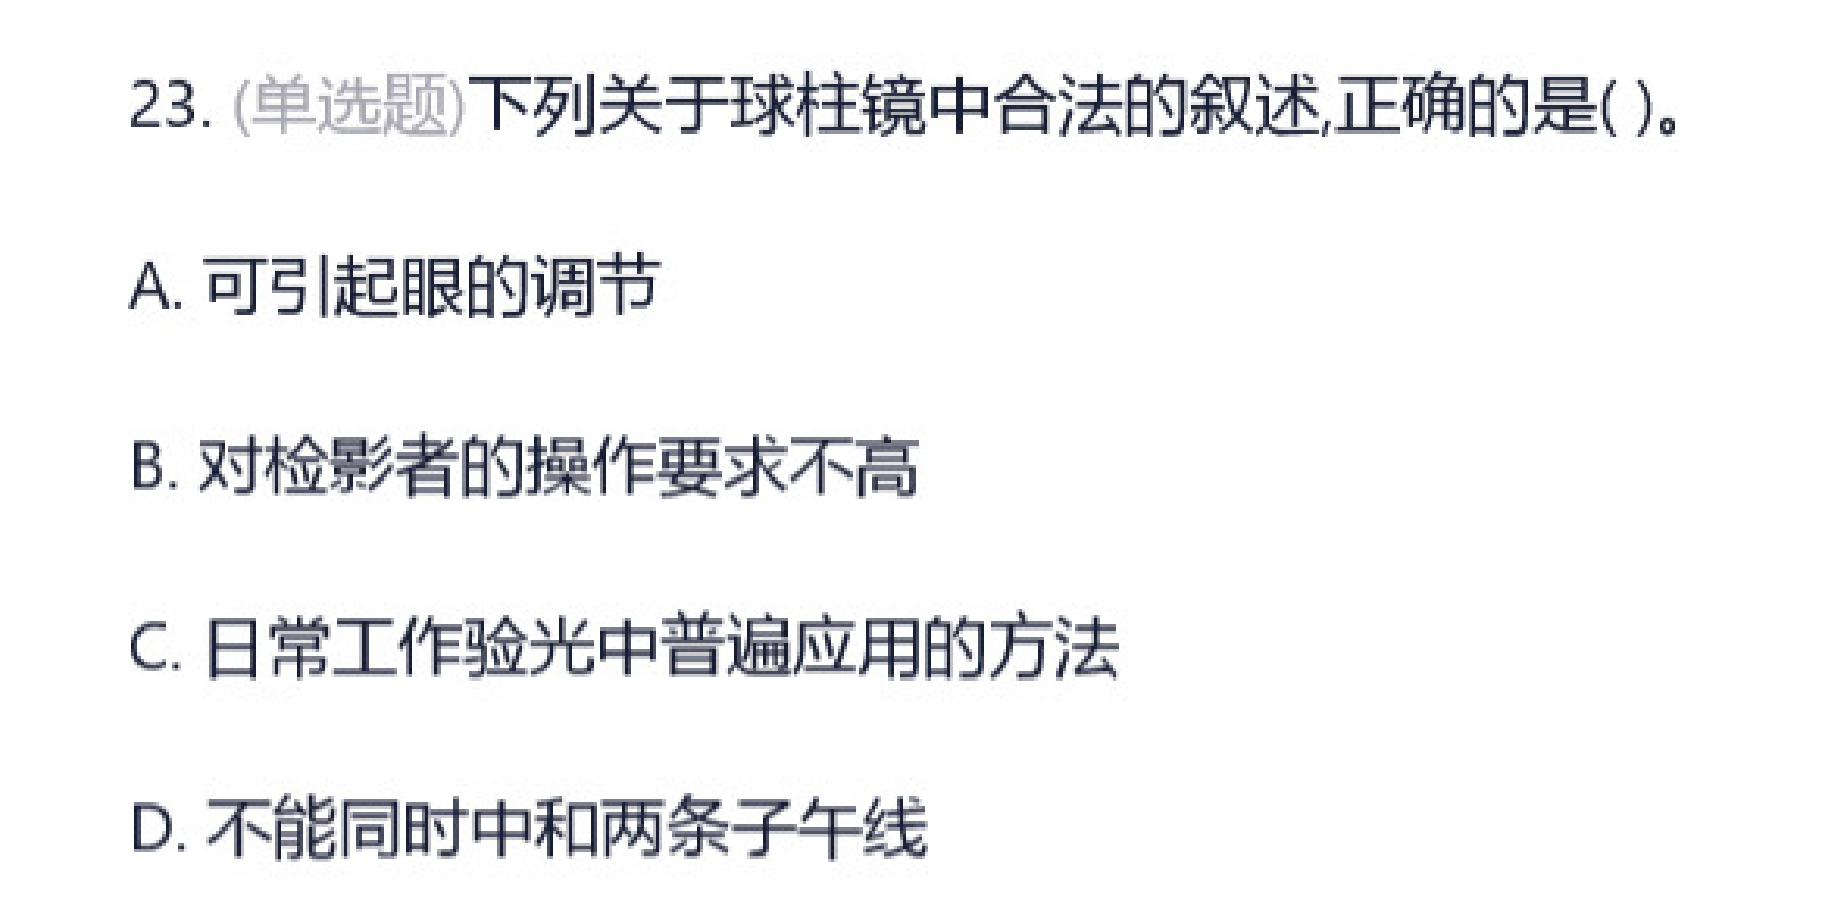 23. (单选题)下列关于球柱镜中合法的叙述,正确的是( )。
A. 可引起眼的调节
B. 对检影者的操作要求不高
C. 日常工作验光中普遍应用的方法
D. 不能同时中和两条子午线